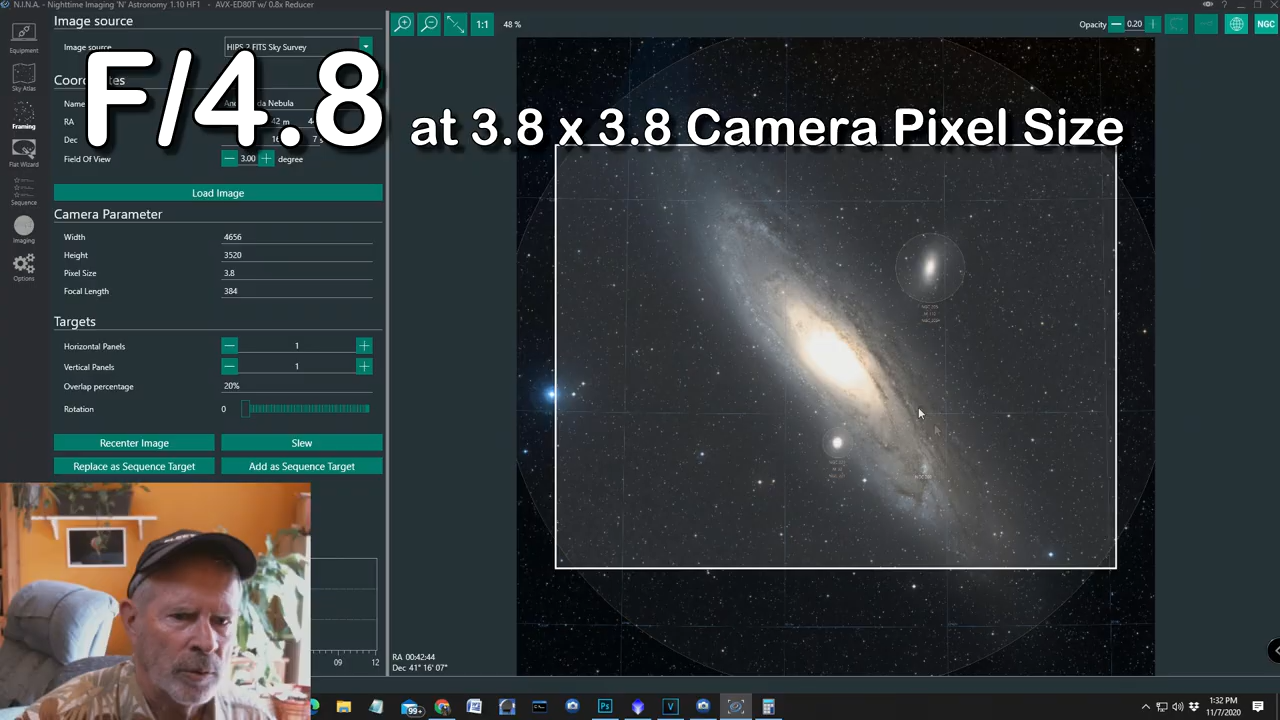 N.I.N.A. - Nighttime Imaging 'N' Astronomy 1.10 HF1 - AVX-ED80T w/ 0.8x Reducer
Image source
Image source HIPS 2 FITS Sky Survey
1:1 48 %
Opacity 0.20
NGC
Equipment
Sky Atlas
Framing
Flat Wizard
Sequence
Imaging
Options
F/4.8 at 3.8 x 3.8 Camera Pixel Size
Name
RA
Dec
Field Of View 3.00 degree
Load Image
Camera Parameter
Width 4656
Height 3520
Pixel Size 3.8
Focal Length 384
Targets
Horizontal Panels 1
Vertical Panels 1
Overlap percentage 20%
Rotation 0
Recenter Image Slew
Replace as Sequence Target Add as Sequence Target
09 12
RA 00:42:44
Dec 41° 16' 07"
99+
1:32 PM
11/7/2020